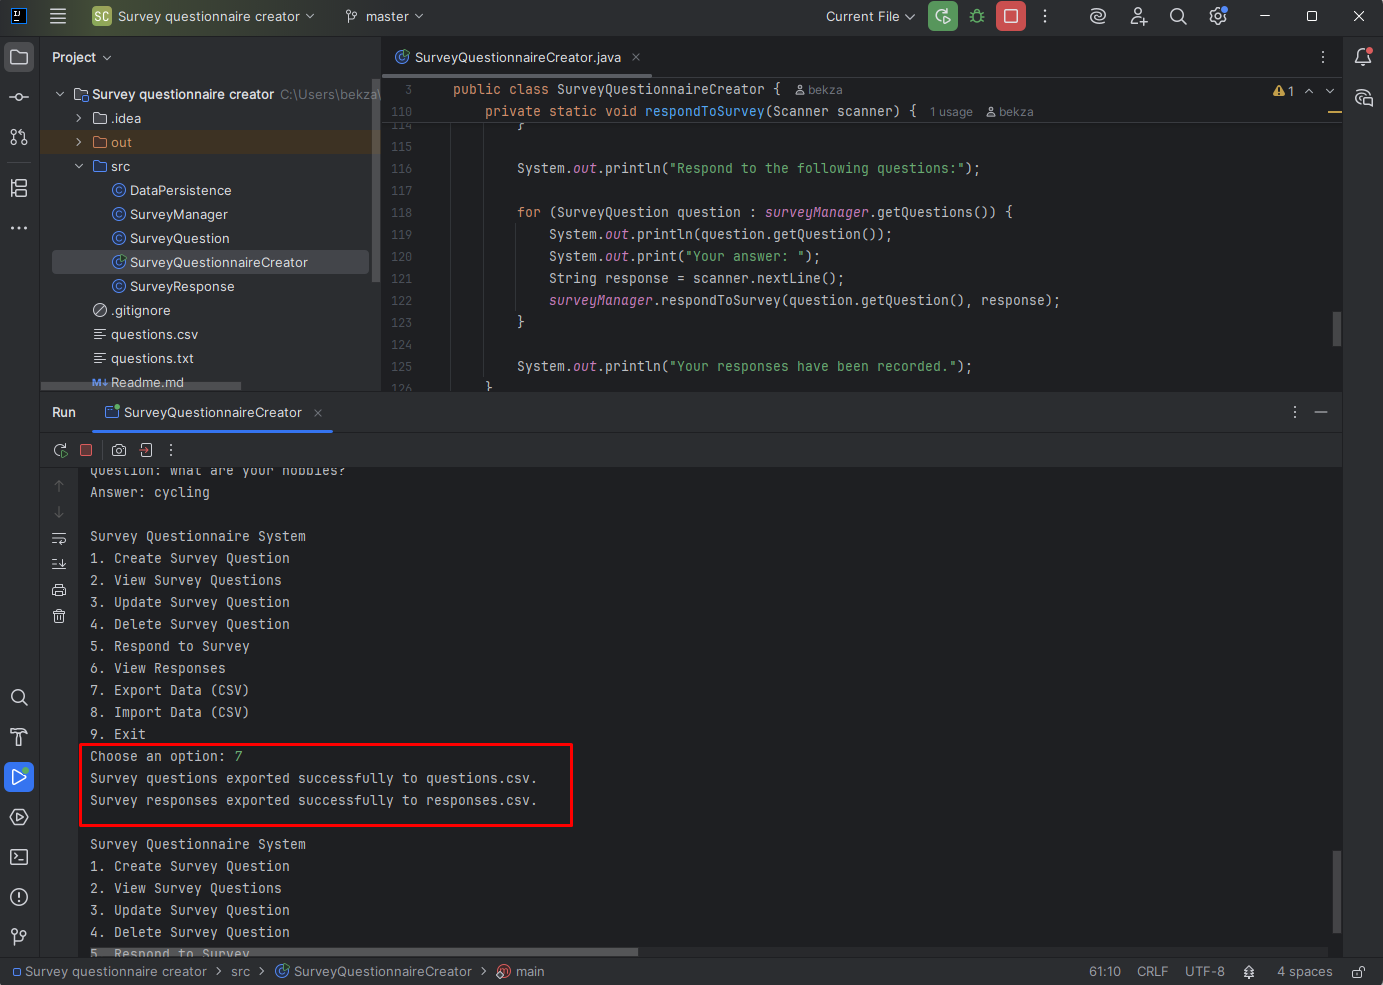 SC Survey questionnaire creator master Current File
Project
SurveyQuestionnaireCreator.java
Survey questionnaire creator C:\Users\bekza\
.idea
out
src
DataPersistence
SurveyManager
SurveyQuestion
SurveyQuestionnaireCreator
SurveyResponse
.gitignore
questions.csv
questions.txt
M↓ Readme.md
3 public class SurveyQuestionnaireCreator { bekza
1
110 private static void respondToSurvey(Scanner scanner) { 1 usage bekza
114 }
115
116 System.out.println("Respond to the following questions:");
117
118 for (SurveyQuestion question : surveyManager.getQuestions()) {
119 System.out.println(question.getQuestion());
120 System.out.print("Your answer: ");
121 String response = scanner.nextLine();
122 surveyManager.respondToSurvey(question.getQuestion(), response);
123 }
124
125 System.out.println("Your responses have been recorded.");
126 }
Run SurveyQuestionnaireCreator
Question: what are your hobbies?
Answer: cycling
Survey Questionnaire System
1. Create Survey Question
2. View Survey Questions
3. Update Survey Question
4. Delete Survey Question
5. Respond to Survey
6. View Responses
7. Export Data (CSV)
8. Import Data (CSV)
9. Exit
Choose an option: 7
Survey questions exported successfully to questions.csv.
Survey responses exported successfully to responses.csv.
Survey Questionnaire System
1. Create Survey Question
2. View Survey Questions
3. Update Survey Question
4. Delete Survey Question
5. Respond to Survey
Survey questionnaire creator > src > SurveyQuestionnaireCreator > main 61:10 CRLF UTF-8 4 spaces